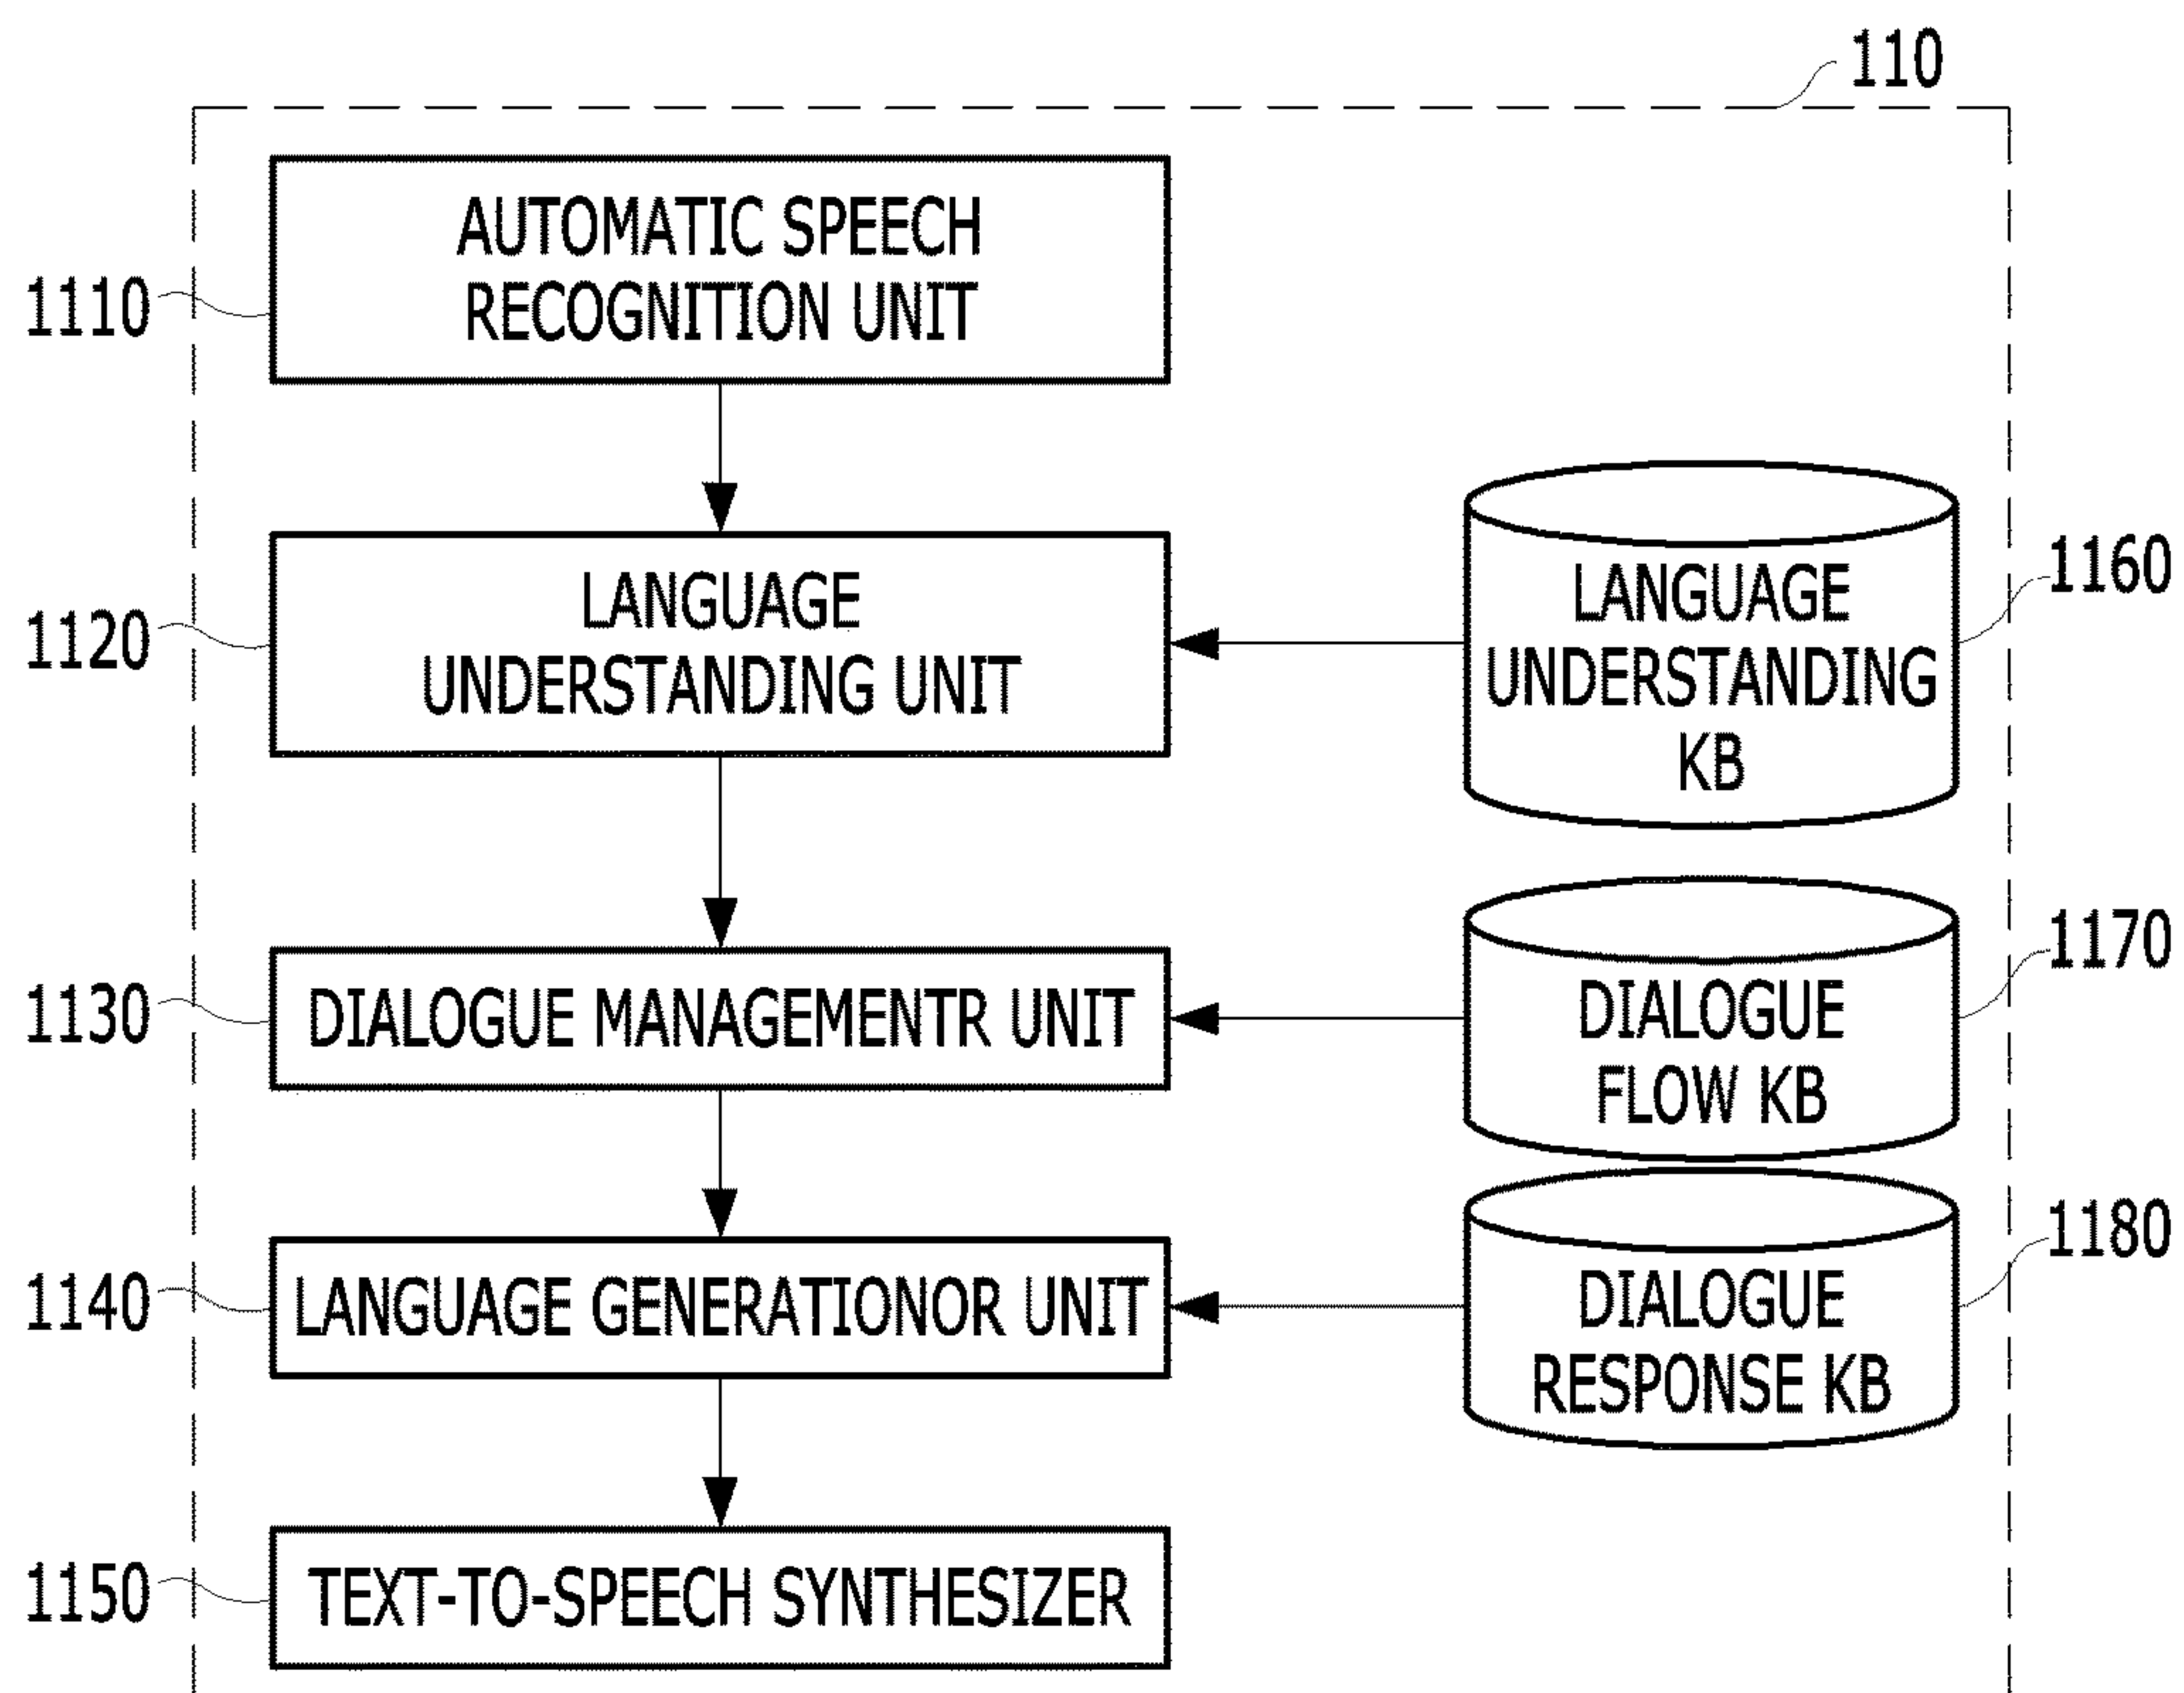 110
AUTOMATIC SPEECH
RECOGNITION UNIT
1110
LANGUAGE
UNDERSTANDING UNIT
1120
LANGUAGE
UNDERSTANDING
KB
1160
DIALOGUE MANAGEMENTR UNIT
1130
DIALOGUE
FLOW KB
1170
LANGUAGE GENERATIONOR UNIT
1140
DIALOGUE
RESPONSE KB
1180
TEXT-TO-SPEECH SYNTHESIZER
1150